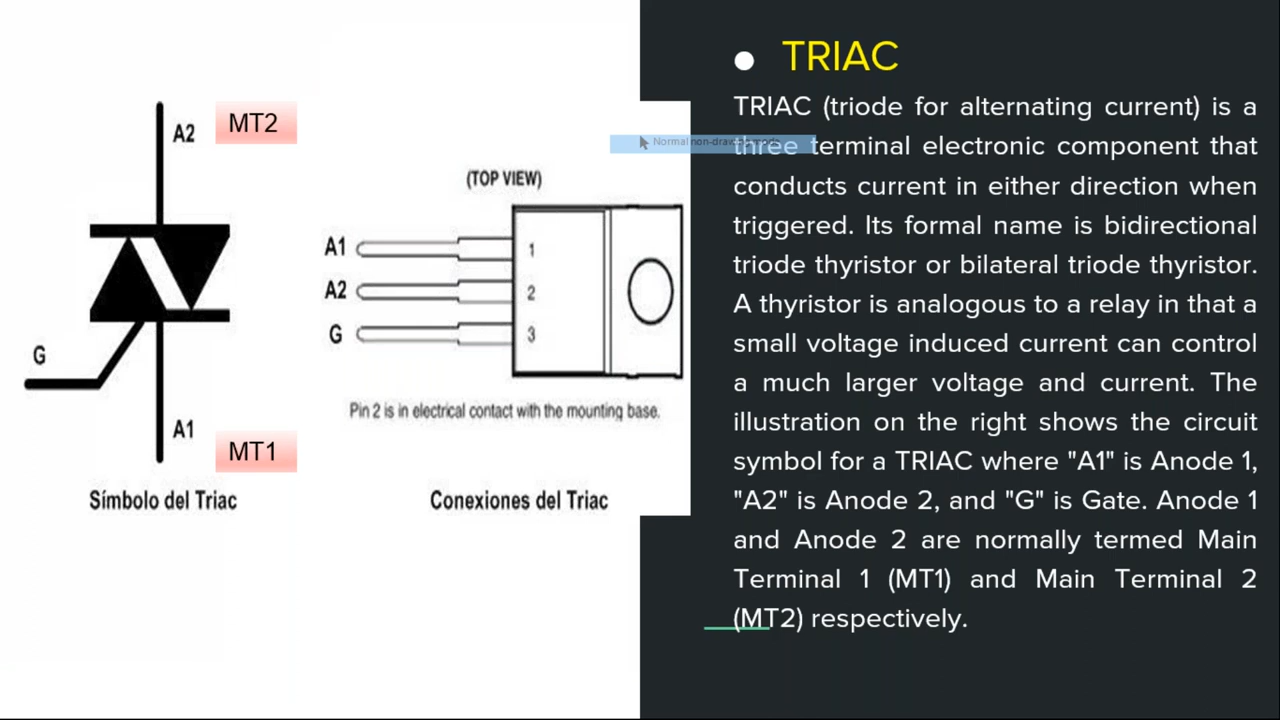 A2
MT2
G
A1
MT1
Símbolo del Triac
(TOP VIEW)
A1
1
A2
2
G
3
Pin 2 is in electrical contact with the mounting base.
Conexiones del Triac
• TRIAC
TRIAC (triode for alternating current) is a
three terminal electronic component that
conducts current in either direction when
triggered. Its formal name is bidirectional
triode thyristor or bilateral triode thyristor.
A thyristor is analogous to a relay in that a
small voltage induced current can control
a much larger voltage and current. The
illustration on the right shows the circuit
symbol for a TRIAC where "A1" is Anode 1,
"A2" is Anode 2, and "G" is Gate. Anode 1
and Anode 2 are normally termed Main
Terminal 1 (MT1) and Main Terminal 2
(MT2) respectively.
Normal non-drawing mode